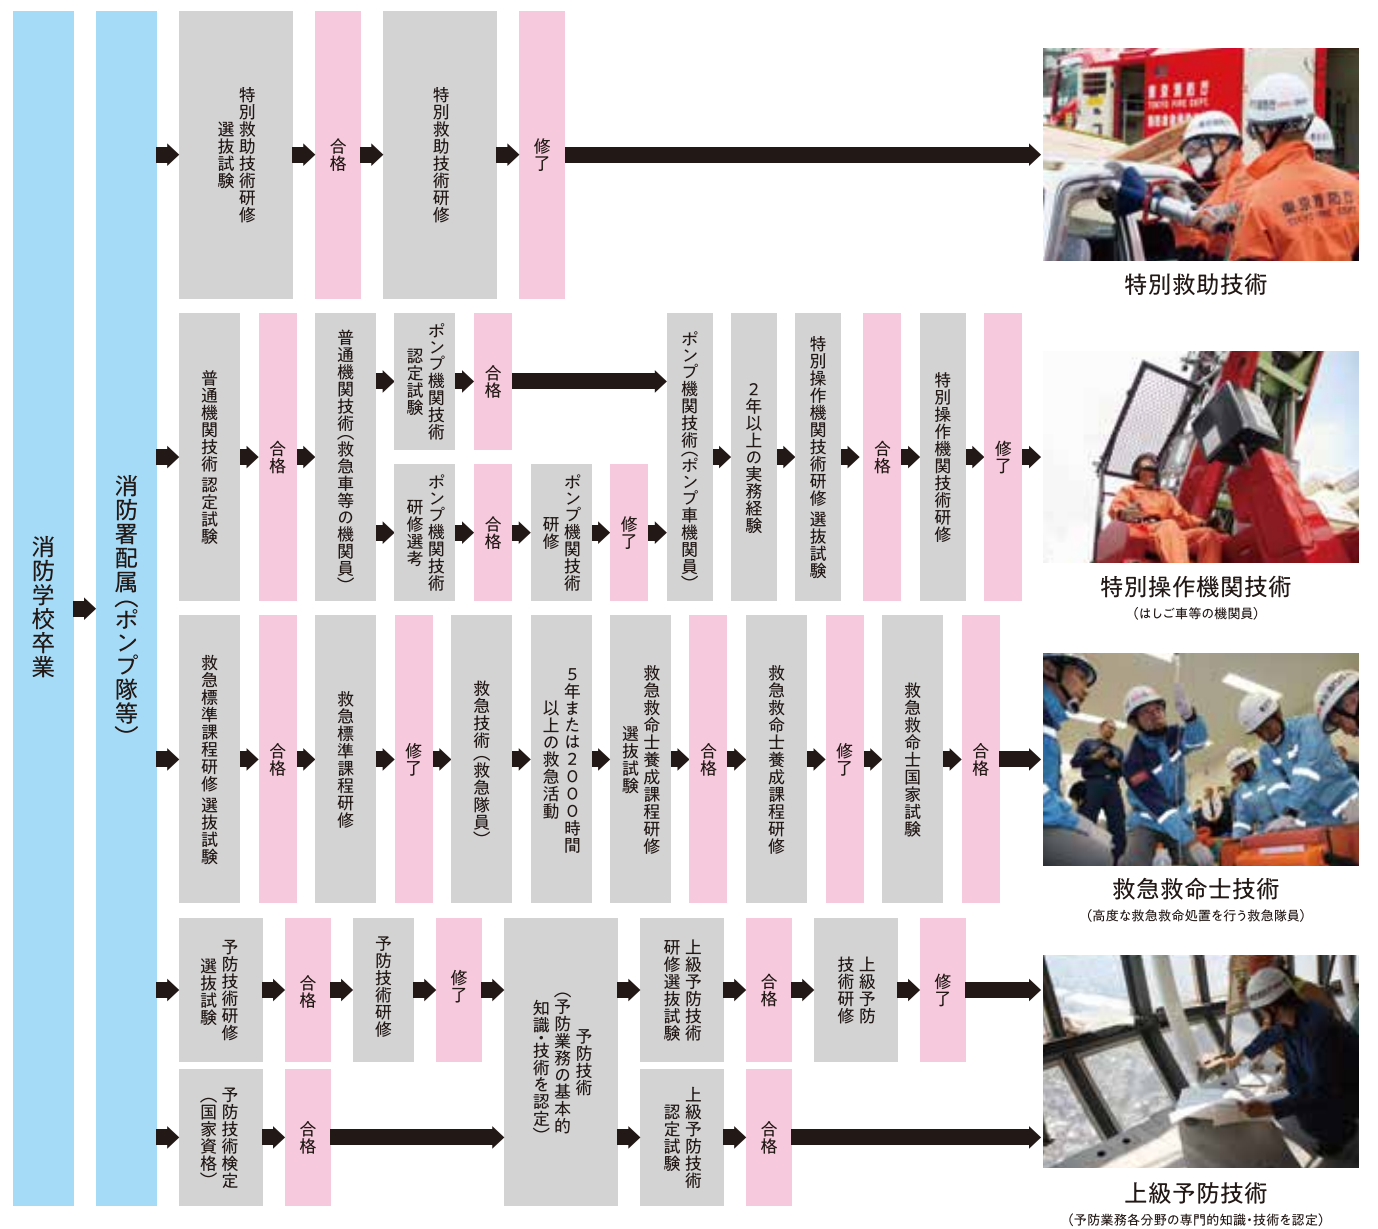 消防学校卒業
消防署配属（ポンプ隊等）
特別救助技術研修
選抜試験
合格
特別救助技術研修
修了
東京消防庁
TOKYO FIRE DEPT.
東京消防庁
TOKYO FIRE DEPT.
特別救助技術
普通機関技術 認定試験
合格
普通機関技術（救急車等の機関員）
ポンプ機関技術
認定試験
合格
ポンプ機関技術
研修選考
合格
ポンプ機関技術
研修
修了
ポンプ機関技術（ポンプ車機関員）
2年以上の実務経験
特別操作機関技術研修 選抜試験
合格
特別操作機関技術研修
修了
特別操作機関技術
（はしご車等の機関員）
救急標準課程研修 選抜試験
合格
救急標準課程研修
修了
救急技術（救急隊員）
5年または2000時間
以上の救急活動
救急救命士養成課程研修
選抜試験
合格
救急救命士養成課程研修
修了
救急救命士国家試験
合格
救急救命士技術
（高度な救急救命処置を行う救急隊員）
予防技術研修
選抜試験
合格
予防技術研修
修了
予防技術検定
（国家資格）
合格
予防技術
（予防業務の基本的
知識・技術を認定）
上級予防技術
研修選抜試験
合格
上級予防
技術研修
修了
上級予防技術
認定試験
合格
上級予防技術
（予防業務各分野の専門的知識・技術を認定）